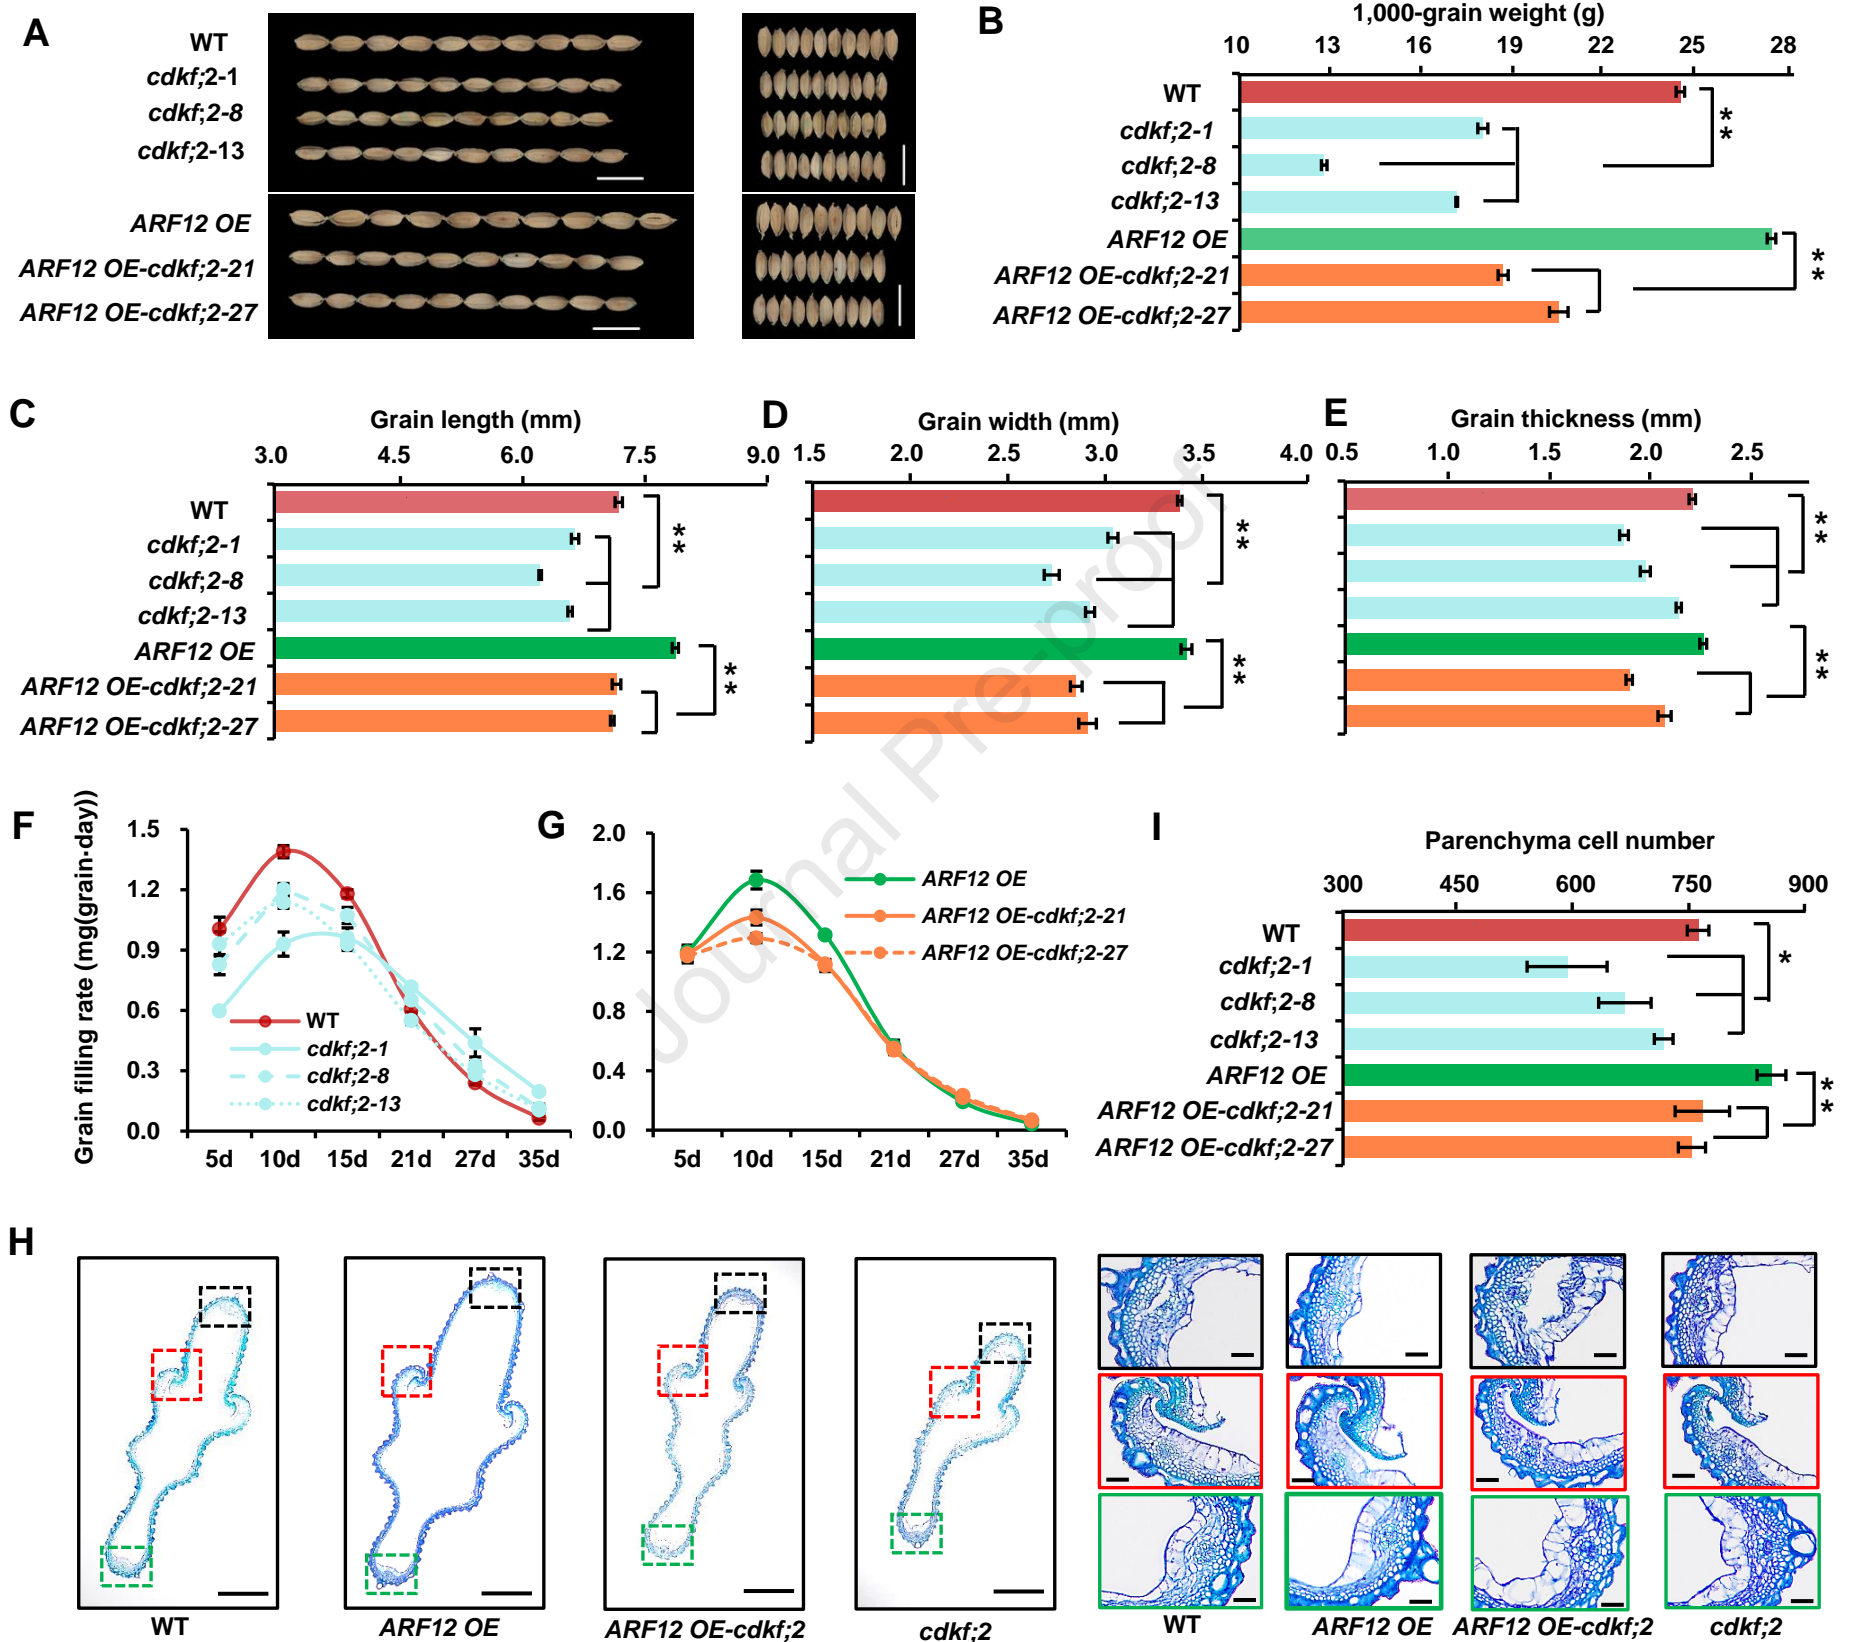 A
WT
cdkf;2-1
cdkf;2-8
cdkf;2-13
ARF12 OE
ARF12 OE-cdkf;2-21
ARF12 OE-cdkf;2-27
B
1,000-grain weight (g)
10 13 16 19 22 25 28
WT
cdkf;2-1
cdkf;2-8
cdkf;2-13
ARF12 OE
ARF12 OE-cdkf;2-21
ARF12 OE-cdkf;2-27
**
**
C
Grain length (mm)
3.0 4.5 6.0 7.5 9.0
WT
cdkf;2-1
cdkf;2-8
cdkf;2-13
ARF12 OE
ARF12 OE-cdkf;2-21
ARF12 OE-cdkf;2-27
**
**
D
Grain width (mm)
1.5 2.0 2.5 3.0 3.5 4.0
**
**
E
Grain thickness (mm)
0.5 1.0 1.5 2.0 2.5
**
**
F
Grain filling rate (mg(grain·day))
1.5
1.2
0.9
0.6
0.3
0.0
WT
cdkf;2-1
cdkf;2-8
cdkf;2-13
5d 10d 15d 21d 27d 35d
G
2.0
1.6
1.2
0.8
0.4
0.0
ARF12 OE
ARF12 OE-cdkf;2-21
ARF12 OE-cdkf;2-27
5d 10d 15d 21d 27d 35d
I
Parenchyma cell number
300 450 600 750 900
WT
cdkf;2-1
cdkf;2-8
cdkf;2-13
ARF12 OE
ARF12 OE-cdkf;2-21
ARF12 OE-cdkf;2-27
*
**
H
WT ARF12 OE ARF12 OE-cdkf;2 cdkf;2
WT ARF12 OE ARF12 OE-cdkf;2 cdkf;2
Journal Pre-proof